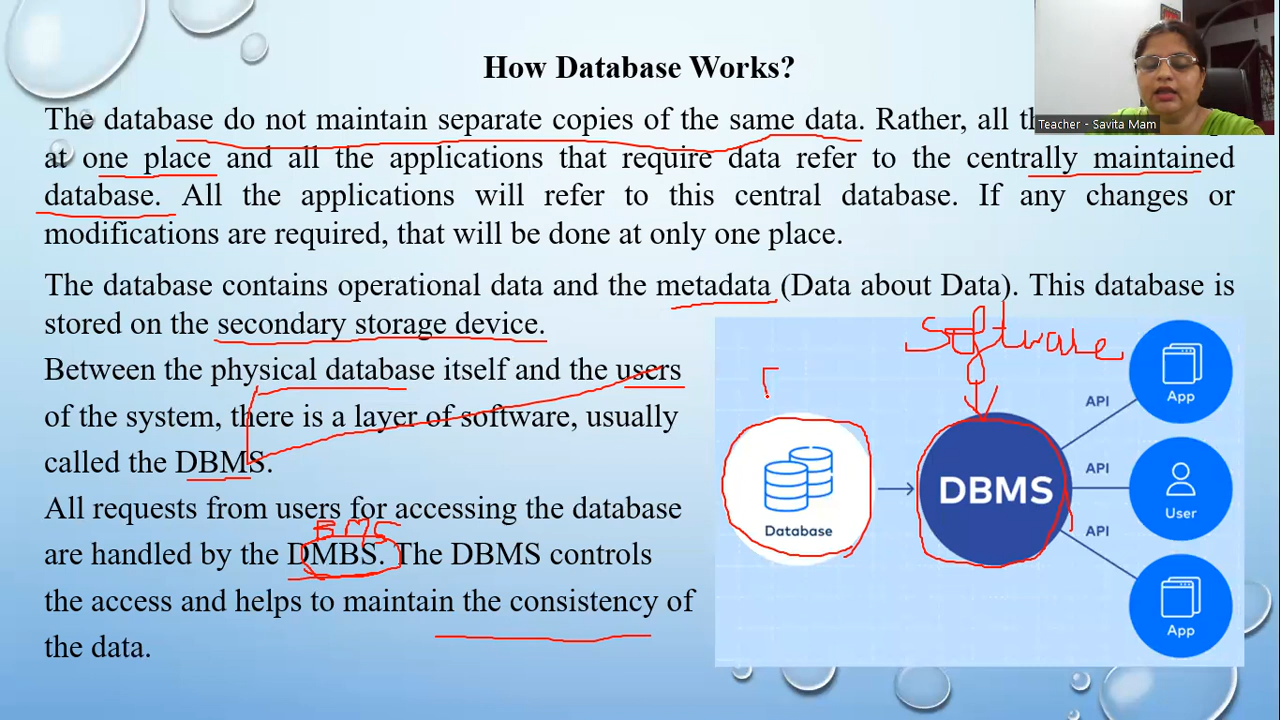 How Database Works?
Teacher - Savita Mam
The database do not maintain separate copies of the same data. Rather, all
at one place and all the applications that require data refer to the centrally maintained
database. All the applications will refer to this central database. If any changes or
modifications are required, that will be done at only one place.
The database contains operational data and the metadata (Data about Data). This database is
stored on the secondary storage device.
Between the physical database itself and the users
of the system, there is a layer of software, usually
called the DBMS.
All requests from users for accessing the database
BMS
are handled by the DMBS. The DBMS controls
the access and helps to maintain the consistency of
the data.
Software
Database
DBMS
API
App
API
User
API
App